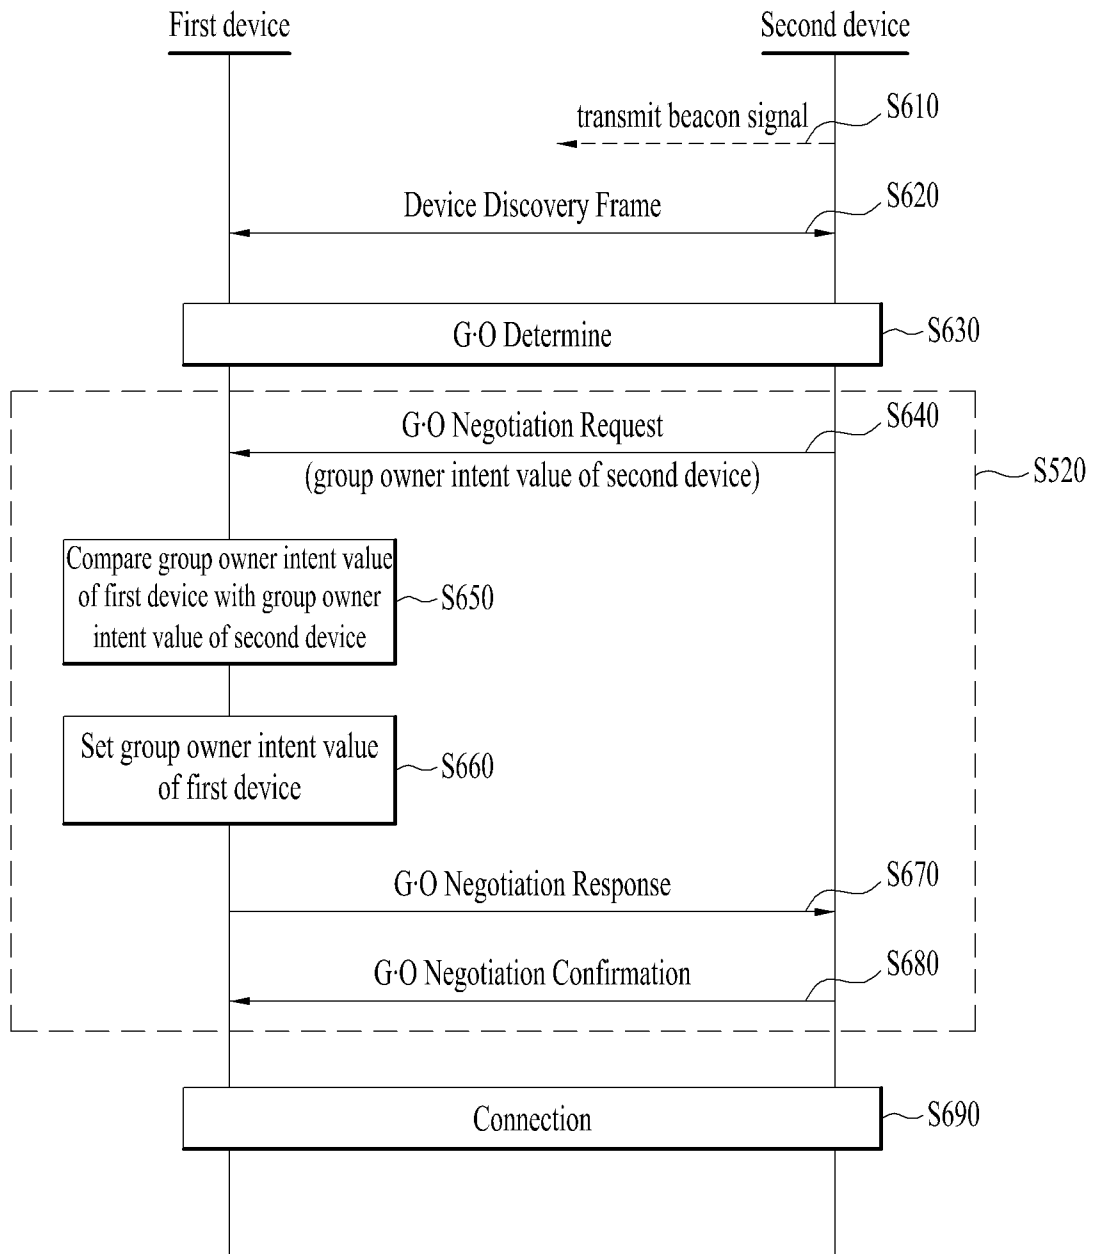 First device
Second device
transmit beacon signal
S610
Device Discovery Frame
S620
G·O Determine
S630
G·O Negotiation Request
S640
(group owner intent value of second device)
S520
Compare group owner intent value
of first device with group owner
intent value of second device
S650
Set group owner intent value
of first device
S660
G·O Negotiation Response
S670
G·O Negotiation Confirmation
S680
Connection
S690